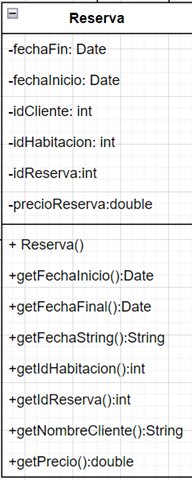 Reserva
-fechaFin: Date
-fechaInicio: Date
-idCliente: int
-idHabitacion: int
-idReserva:int
-precioReserva:double
+ Reserva()
+getFechaInicio():Date
+getFechaFinal():Date
+getFechaString():String
+getIdHabitacion():int
+getIdReserva():int
+getNombreCliente():String
+getPrecio():double